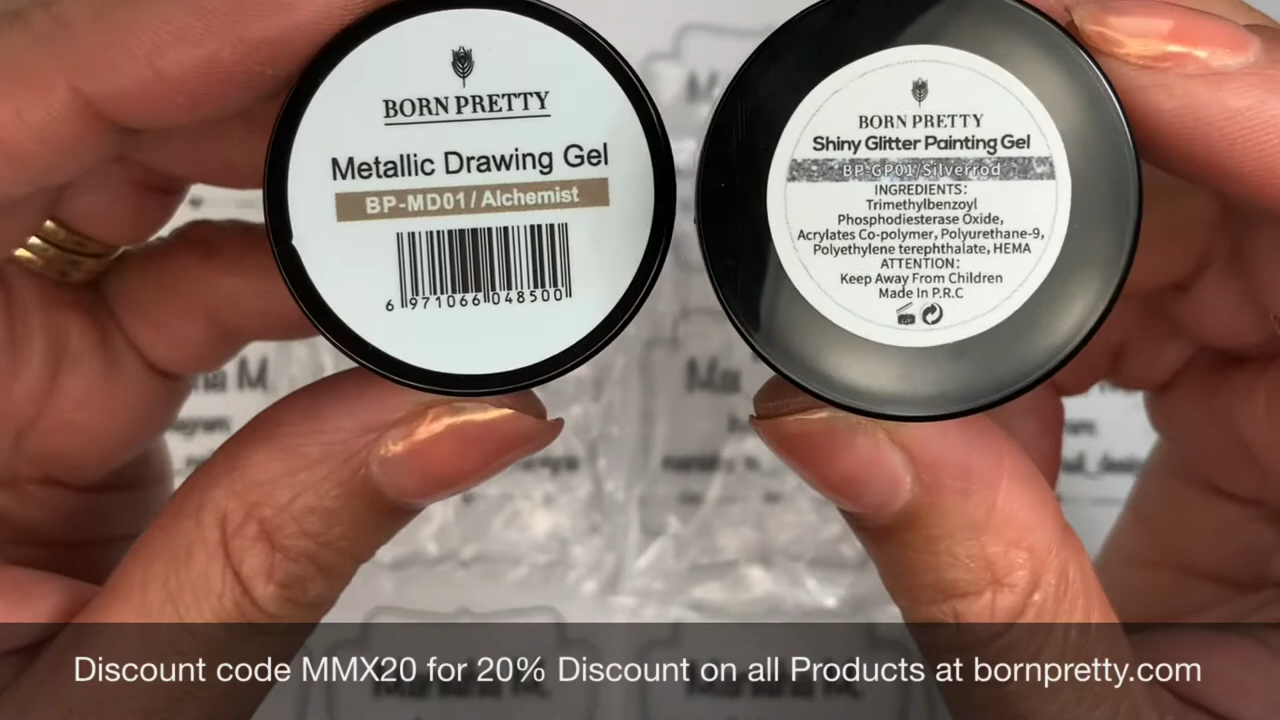 BORN PRETTY
Metallic Drawing Gel
BP-MD01 / Alchemist
6 971066 048500
BORN PRETTY
Shiny Glitter Painting Gel
BP-GP01/Silverrod
INGREDIENTS:
Trimethylbenzoyl
Phosphodiesterase Oxide,
Acrylates Co-polymer, Polyurethane-9,
Polyethylene terephthalate, HEMA
ATTENTION:
Keep Away From Children
Made In P.R.C
Discount code MMX20 for 20% Discount on all Products at bornpretty.com